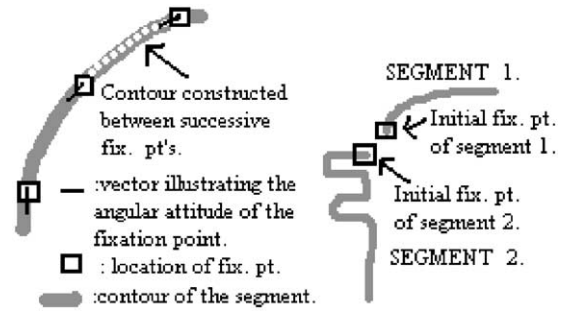 Contour constructed
between successive
fix. pt's.
:vector illustrating the
angular attitude of the
fixation point.
: location of fix. pt.
:contour of the segment.
SEGMENT 1.
Initial fix. pt.
of segment 1.
Initial fix. pt.
of segment 2.
SEGMENT 2.